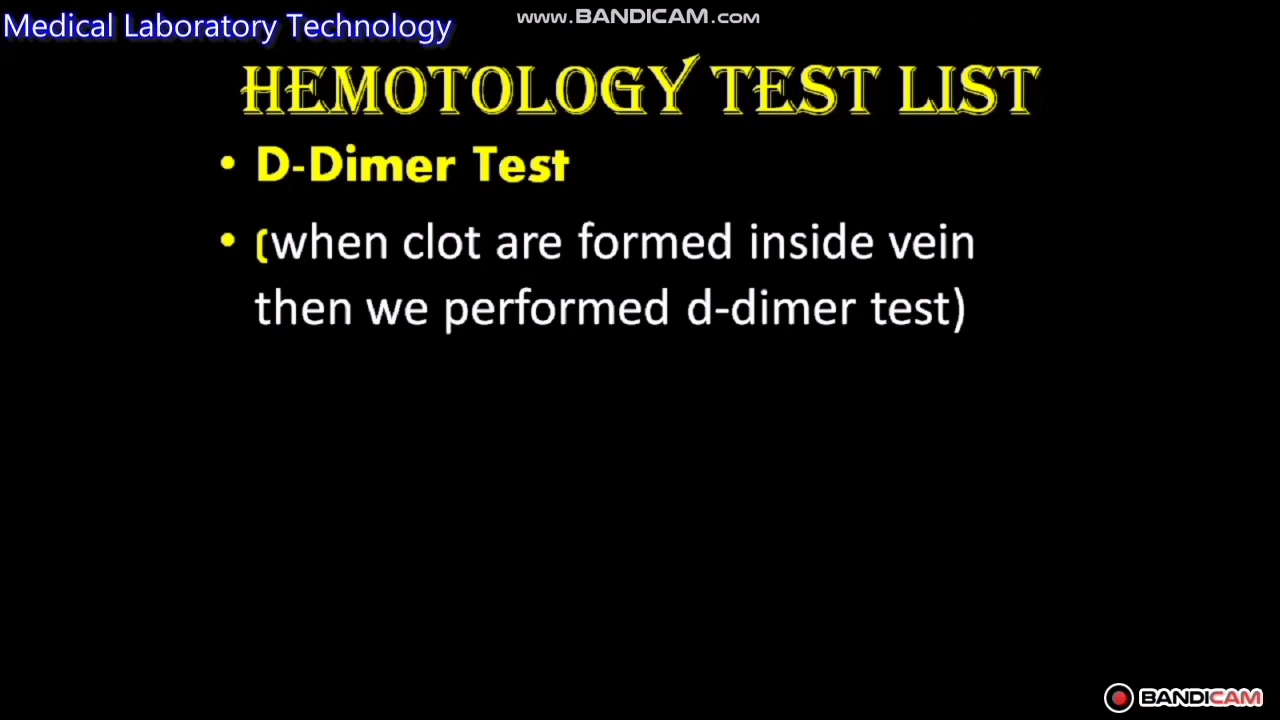 Medical Laboratory Technology
www.BANDICAM.com
HEMOTOLOGY TEST LIST
• D-Dimer Test
• (when clot are formed inside vein
then we performed d-dimer test)
BANDICAM